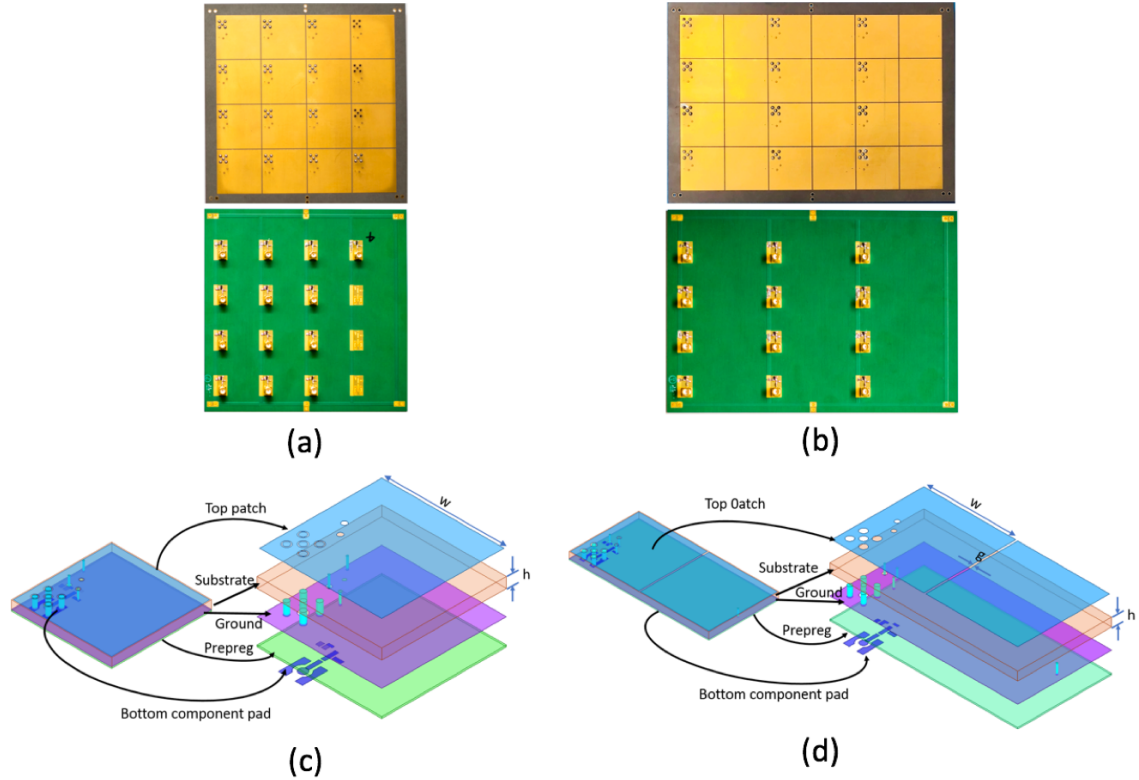 (a)
(b)
Top patch
W
Substrate
h
Ground
Prepreg
Bottom component pad
(c)
Top 0atch
W
Substrate
Ground
h
Prepreg
Bottom component pad
(d)